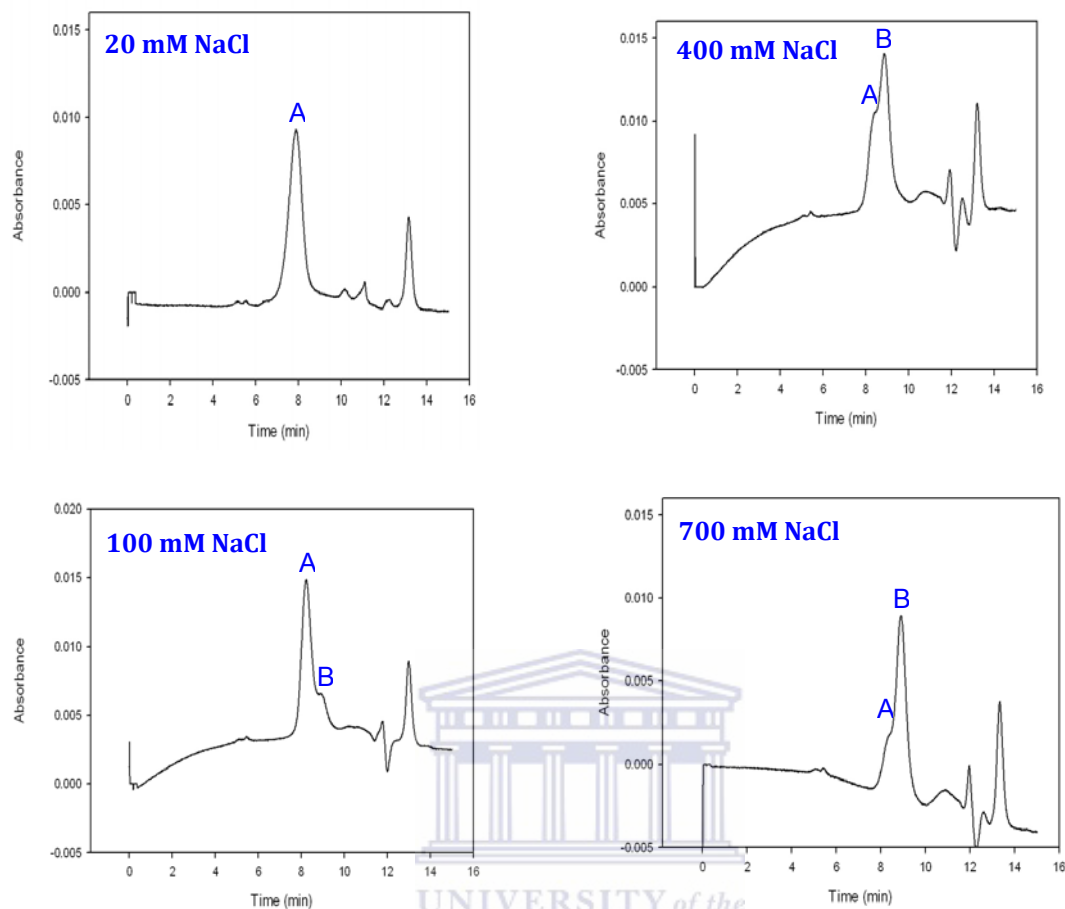 20 mM NaCl
A
0.015
0.010
0.005
0.000
-0.005
Absorbance
0 2 4 6 8 10 12 14 16
Time (min)
400 mM NaCl
B
A
0.015
0.010
0.005
0.000
-0.005
Absorbance
0 2 4 6 8 10 12 14 16
Time (min)
100 mM NaCl
A
B
0.020
0.015
0.010
0.005
0.000
-0.005
Absorbance
0 2 4 6 8 10 12 14 16
Time (min)
700 mM NaCl
B
A
0.015
0.010
0.005
0.000
-0.005
Absorbance
0 2 4 6 8 10 12 14 16
Time (min)
UNIVERSITY of the